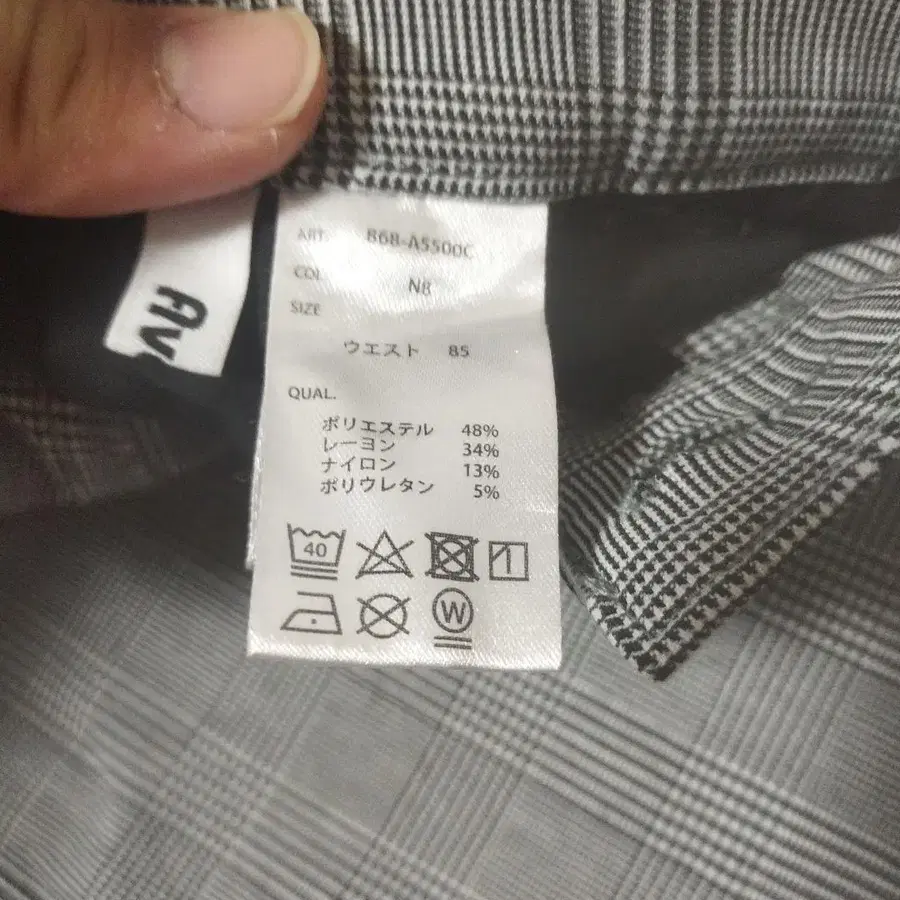 Av
ART. 868-A5500C
COL N8
SIZE
ウエスト 85
QUAL.
ポリエステル 48%
レーヨン 34%
ナイロン 13%
ポリウレタン 5%
40
W